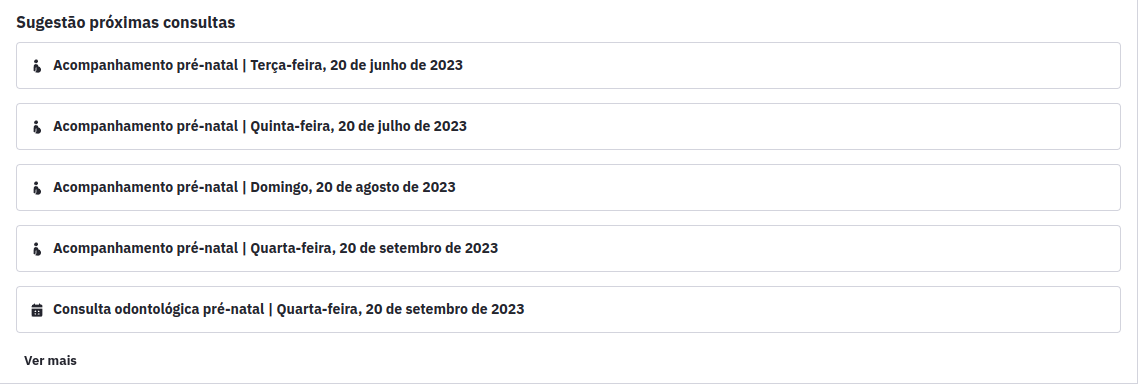 Sugestão próximas consultas
Acompanhamento pré-natal | Terça-feira, 20 de junho de 2023
Acompanhamento pré-natal | Quinta-feira, 20 de julho de 2023
Acompanhamento pré-natal | Domingo, 20 de agosto de 2023
Acompanhamento pré-natal | Quarta-feira, 20 de setembro de 2023
Consulta odontológica pré-natal | Quarta-feira, 20 de setembro de 2023
Ver mais